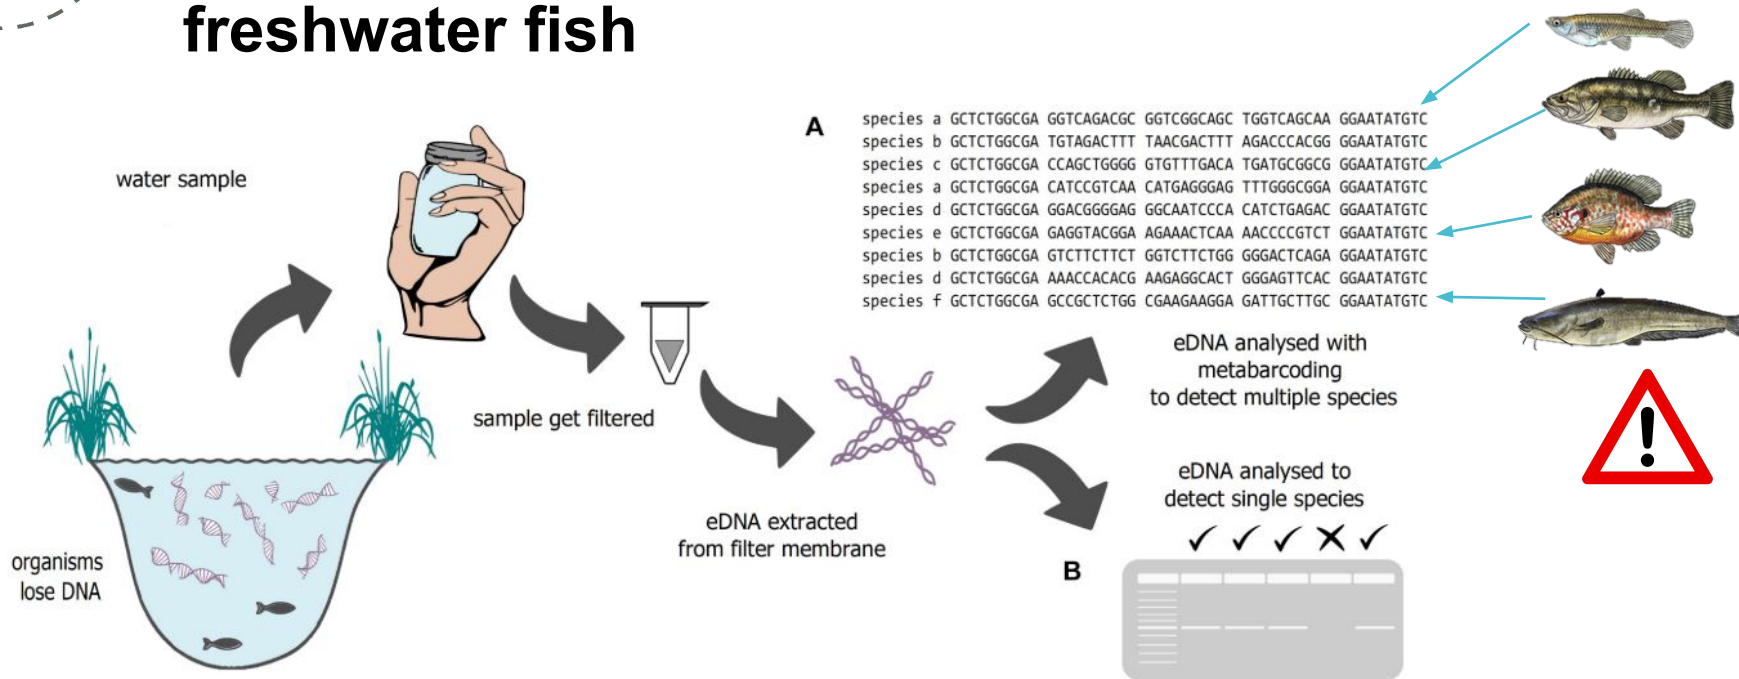 freshwater fish
water sample
A
species a GCTCTGGCGA GGTCAGACGC GGTCGGCAGC TGGTCAGCAA GGAATATGTC
species b GCTCTGGCGA TGTAGACTTT TAACGACTTT AGACCCACGG GGAATATGTC
species c GCTCTGGCGA CCAGCTGGGG GTGTTTGACA TGATGCGGCG GGAATATGTC
species a GCTCTGGCGA CATCCGTCAA CATGAGGGAG TTTGGGCGGA GGAATATGTC
species d GCTCTGGCGA GGACGGGGAG GGCAATCCCA CATCTGAGAC GGAATATGTC
species e GCTCTGGCGA GAGGTACGGA AGAAACTCAA AACCCCGTCT GGAATATGTC
species b GCTCTGGCGA GTCTTCTTCT GGTCTTCTGG GGGACTCAGA GGAATATGTC
species d GCTCTGGCGA AAACCACACG AAGAGGCACT GGGAGTTCAC GGAATATGTC
species f GCTCTGGCGA GCCGCTCTGG CGAAGAAGGA GATTGCTTGC GGAATATGTC
eDNA analysed with
metabarcoding
to detect multiple species
sample get filtered
eDNA analysed to
detect single species
eDNA extracted
from filter membrane
organisms
lose DNA
B